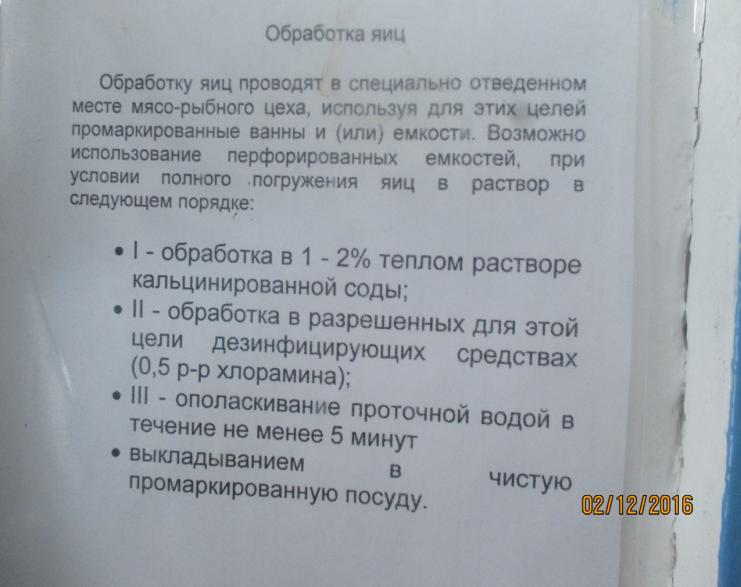 Обработка яиц
Обработку яиц проводят в специально отведенном
месте мясо-рыбного цеха, используя для этих целей
промаркированные ванны и (или) емкости. Возможно
использование перфорированных емкостей, при
условии полного погружения яиц в раствор в
следующем порядке:
• I - обработка в 1 - 2% теплом растворе
кальцинированной соды;
• II - обработка в разрешенных для этой
цели дезинфицирующих средствах
(0,5 р-р хлорамина);
• III - ополаскивание проточной водой в
течение не менее 5 минут
• выкладыванием в чистую
промаркированную посуду.
02/12/2016